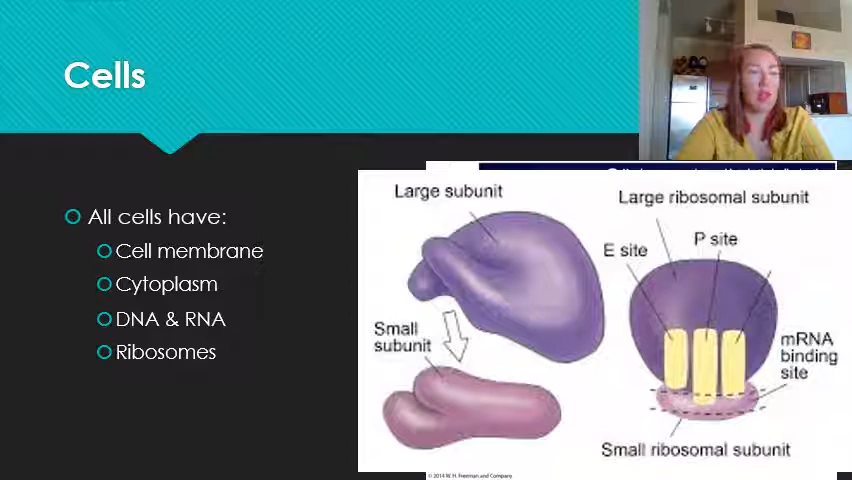 Cells
All cells have:
Cell membrane
Cytoplasm
DNA & RNA
Ribosomes
Large subunit
Small
subunit
Large ribosomal subunit
E site
P site
mRNA
binding
site
Small ribosomal subunit
© 2014 W. H. Freeman and Company